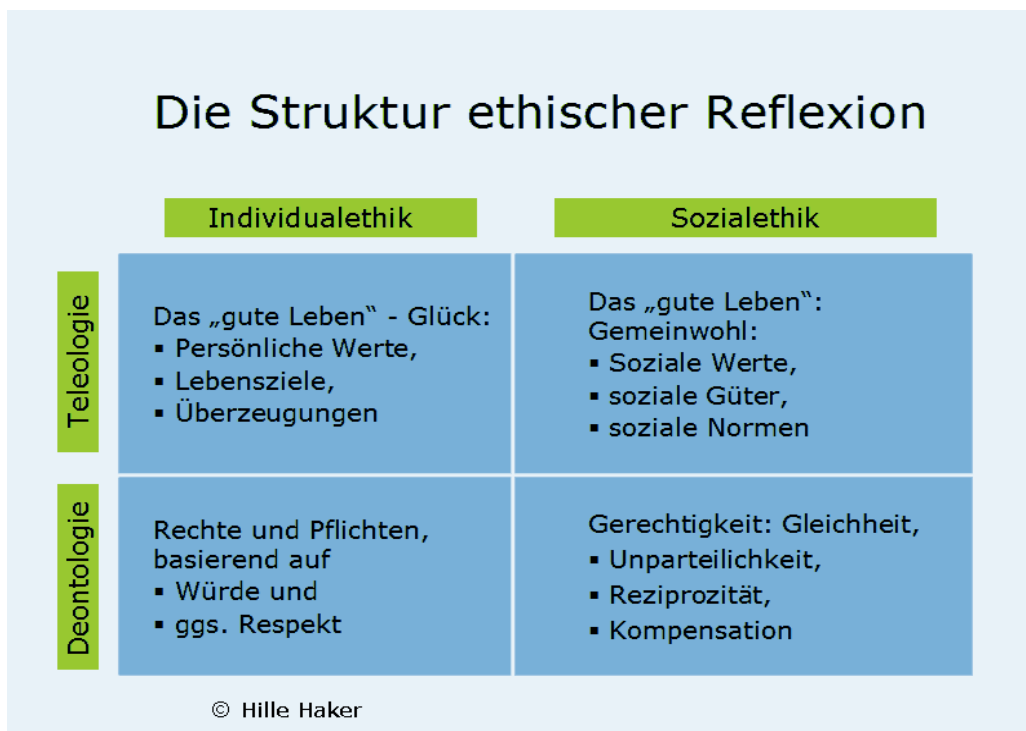 Die Struktur ethischer Reflexion
Individualethik
Sozialethik
Teleologie
Das „gute Leben“ - Glück:
▪ Persönliche Werte,
▪ Lebensziele,
▪ Überzeugungen
Das „gute Leben“:
Gemeinwohl:
▪ Soziale Werte,
▪ soziale Güter,
▪ soziale Normen
Deontologie
Rechte und Pflichten,
basierend auf
▪ Würde und
▪ ggs. Respekt
Gerechtigkeit: Gleichheit,
▪ Unparteilichkeit,
▪ Reziprozität,
▪ Kompensation
© Hille Haker